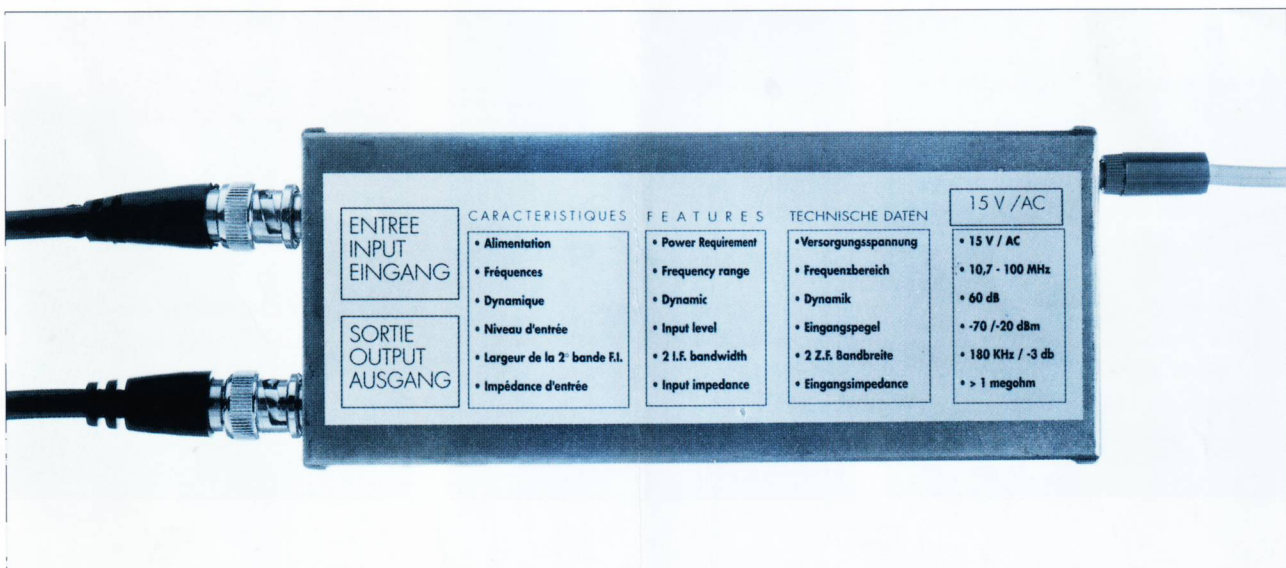 ENTREE
INPUT
EINGANG
SORTIE
OUTPUT
AUSGANG
CARACTERISTIQUES
• Alimentation
• Fréquences
• Dynamique
• Niveau d'entrée
• Largeur de la 2° bande F.I.
• Impédance d'entrée
FEATURES
• Power Requirement
• Frequency range
• Dynamic
• Input level
• 2 I.F. bandwidth
• Input impedance
TECHNISCHE DATEN
• Versorgungsspannung
• Frequenzbereich
• Dynamik
• Eingangspegel
• 2 Z.F. Bandbreite
• Eingangsimpedance
15 V /AC
• 15 V / AC
• 10,7 - 100 MHz
• 60 dB
• -70 /-20 dBm
• 180 KHz / -3 db
• > 1 megohm